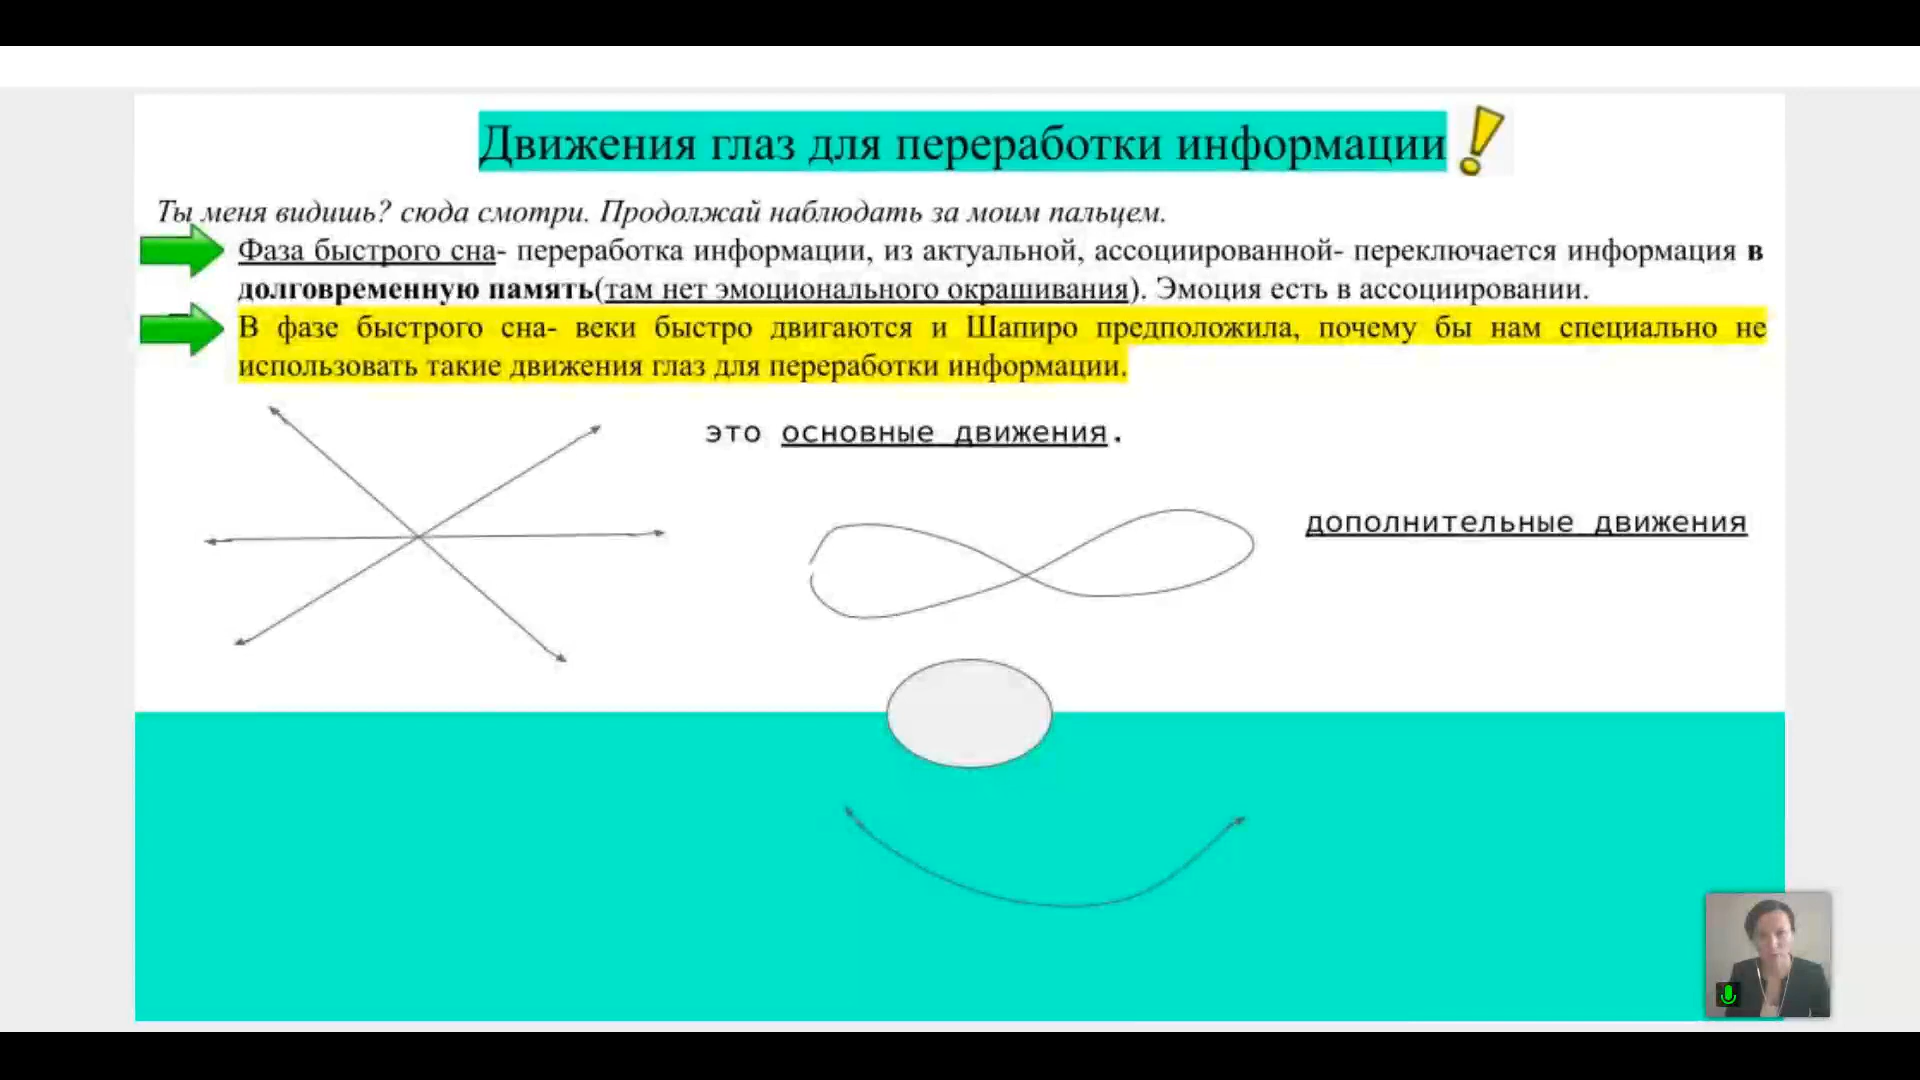 Движения глаз для переработки информации
Ты меня видишь? сюда смотри. Продолжай наблюдать за моим пальцем.
Фаза быстрого сна- переработка информации, из актуальной, ассоциированной- переключается информация в
долговременную память(там нет эмоционального окрашивания). Эмоция есть в ассоциировании.
В фазе быстрого сна- веки быстро двигаются и Шапиро предположила, почему бы нам специально не
использовать такие движения глаз для переработки информации.
это основные движения.
дополнительные движения